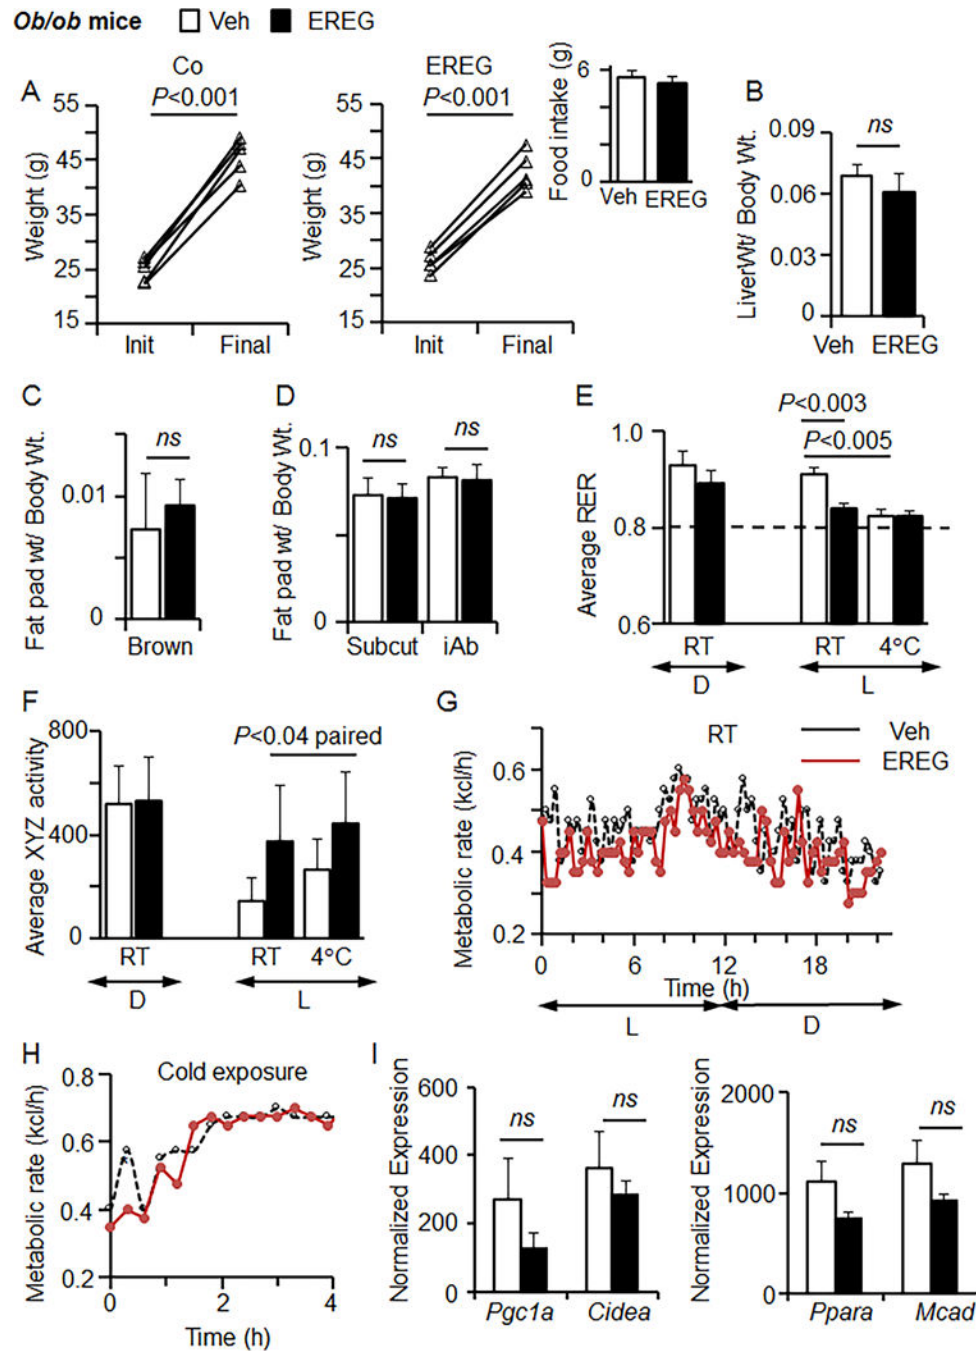 Ob/ob mice Veh EREG
A
Co
P<0.001
Weight (g)
55
45
35
25
15
Init Final
EREG
P<0.001
Weight (g)
55
45
35
25
15
Init Final
Food intake (g)
6
0
Veh EREG
B
ns
LiverWt/ Body Wt.
0.09
0.06
0.03
0
Veh EREG
C
ns
Fat pad wt/ Body Wt.
0.01
0
Brown
D
ns ns
Fat pad wt/ Body Wt.
0.1
0
Subcut iAb
E
P<0.003
P<0.005
Average RER
1.0
0.8
0.6
RT RT 4°C
D L
F
P<0.04 paired
Average XYZ activity
800
400
0
RT RT 4°C
D L
G
RT
Veh
EREG
Metabolic rate (kcl/h)
0.6
0.4
0.2
0 6 12 18
Time (h)
L D
H
Cold exposure
Metabolic rate (kcl/h)
0.8
0.6
0.4
0.2
0 2 4
Time (h)
I
ns ns
Normalized Expression
600
400
200
0
Pgc1a Cidea
ns ns
Normalized Expression
2000
1000
0
Ppara Mcad